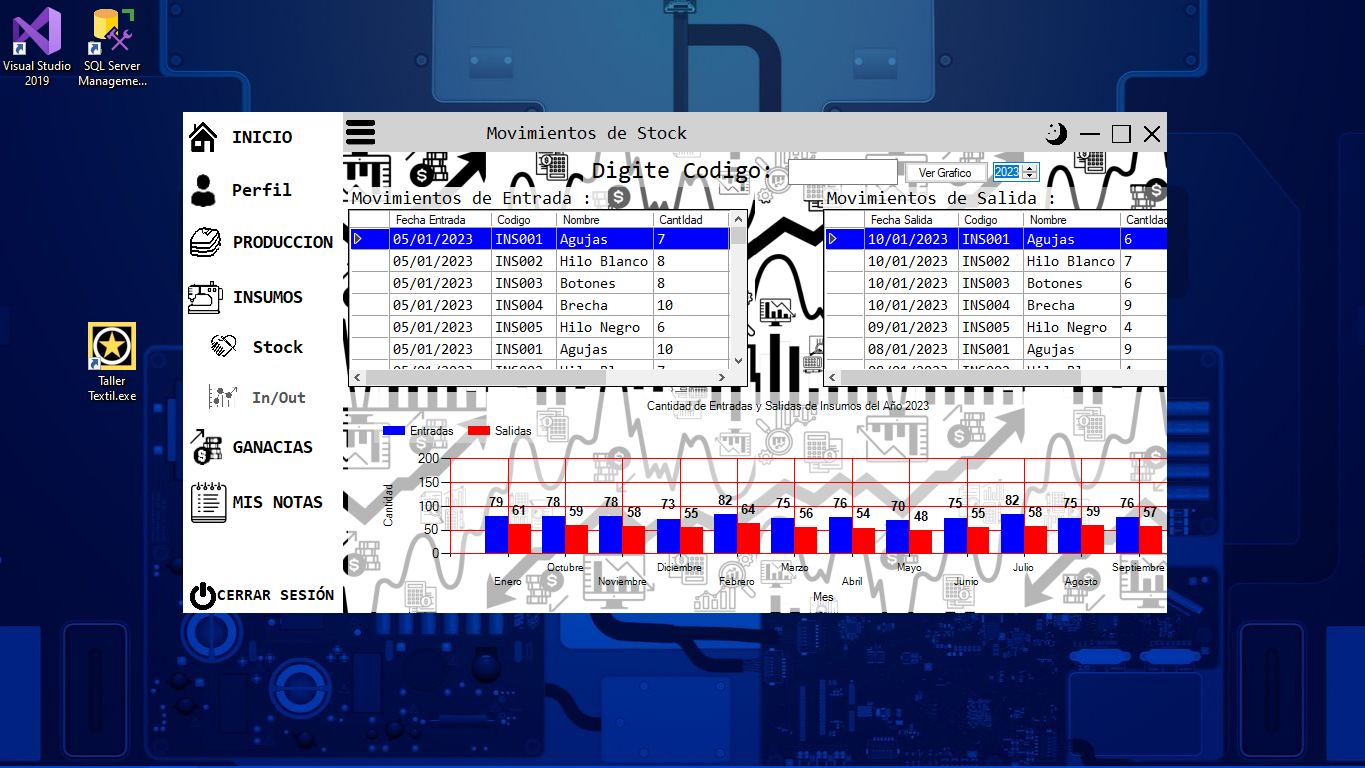 Visual Studio 2019
SQL Server Manageme...
Taller Textil.exe
INICIO
Perfil
PRODUCCION
INSUMOS
Stock
In/Out
GANACIAS
MIS NOTAS
CERRAR SESIÓN
Movimientos de Stock
Digite Codigo:
Ver Grafico
2023
Movimientos de Entrada :
Fecha Entrada Codigo Nombre CantIdad
05/01/2023 INS001 Agujas 7
05/01/2023 INS002 Hilo Blanco 8
05/01/2023 INS003 Botones 8
05/01/2023 INS004 Brecha 10
05/01/2023 INS005 Hilo Negro 6
05/01/2023 INS001 Agujas 10
Movimientos de Salida :
Fecha Salida Codigo Nombre CantIdad
10/01/2023 INS001 Agujas 6
10/01/2023 INS002 Hilo Blanco 7
10/01/2023 INS003 Botones 6
10/01/2023 INS004 Brecha 9
09/01/2023 INS005 Hilo Negro 4
08/01/2023 INS001 Agujas 9
Cantidad de Entradas y Salidas de Insumos del Año 2023
Entradas Salidas
Cantidad
200
150
100
50
0
79 61 78 59 78 58 73 55 82 64 75 56 76 54 70 48 75 55 82 58 75 59 76 57
Enero Octubre Noviembre Diciembre Febrero Marzo Abril Mayo Junio Julio Agosto Septiembre
Mes